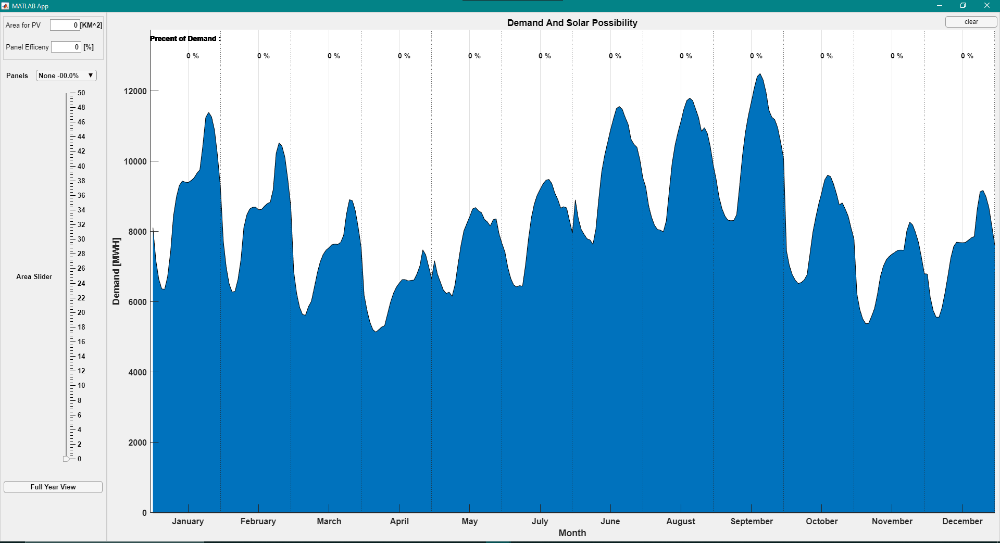 MATLAB App
Area for PV 0 [KM^2]
Panel Efficeny 0 [%]
Panels None -00.0%
50
48
46
44
42
40
38
36
34
32
30
28
26
24
22
20
18
16
14
12
10
8
6
4
2
0
Area Slider
Full Year View
Demand And Solar Possibility
clear
Precent of Demand :
0 % 0 % 0 % 0 % 0 % 0 % 0 % 0 % 0 % 0 % 0 % 0 %
12000
10000
8000
6000
4000
2000
0
Demand [MWH]
January February March April May July June August September October November December
Month